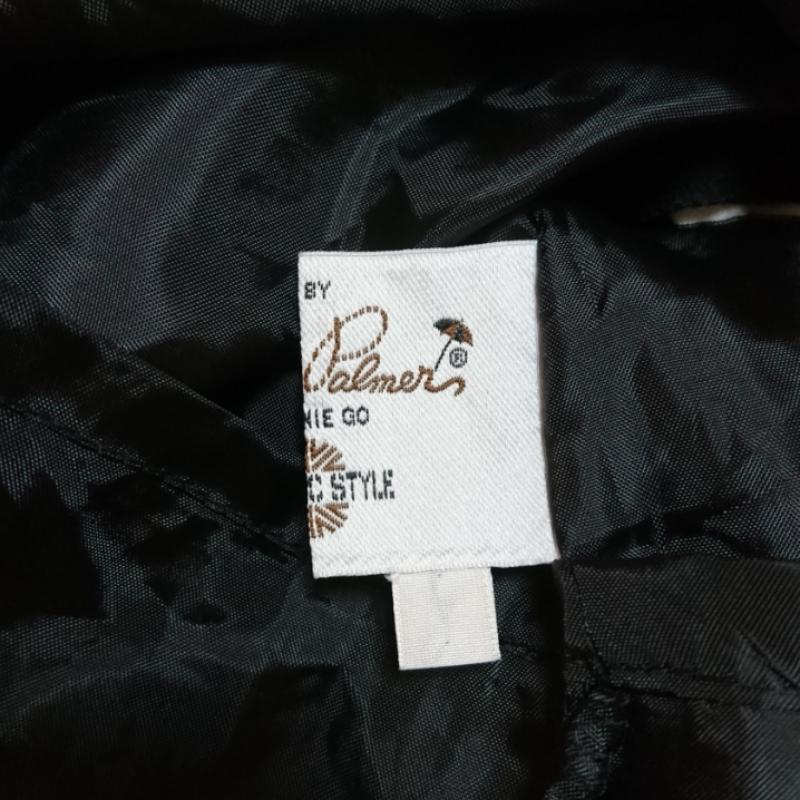 BY
Palmer ®
NIE GO
C STYLE